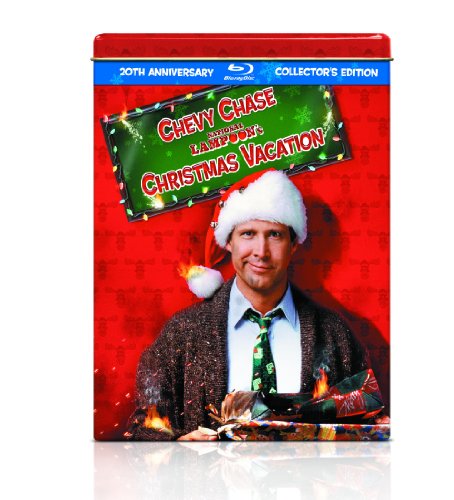 20TH ANNIVERSARY Blu-ray Disc COLLECTOR'S EDITION
CHEVY CHASE
NATIONAL
LAMPOON'S
CHRISTMAS VACATION